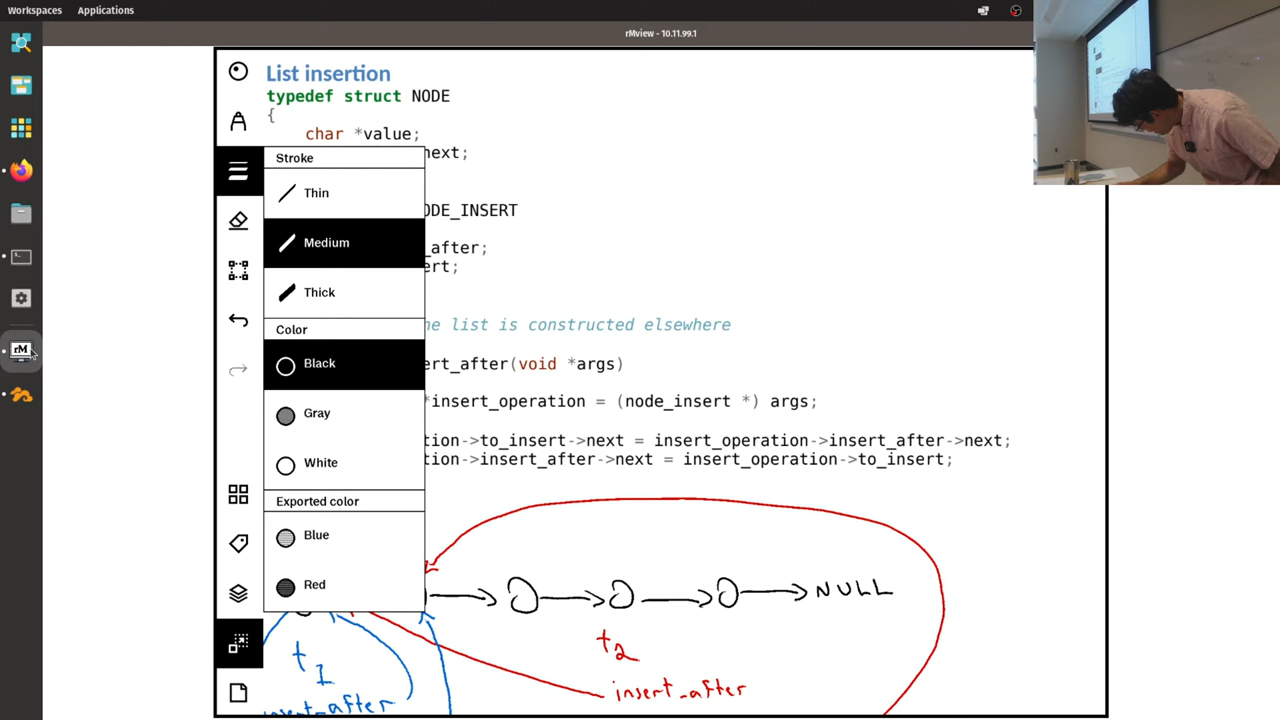 Workspaces Applications
rMview - 10.11.99.1
List insertion
typedef struct NODE
{
char *value;
next;
ODE_INSERT
_after;
ert;
he list is constructed elsewhere
ert_after(void *args)
*insert_operation = (node_insert *) args;
tion->to_insert->next = insert_operation->insert_after->next;
tion->insert_after->next = insert_operation->to_insert;
Stroke
Thin
Medium
Thick
Color
Black
Gray
White
Exported color
Blue
Red
rM
NULL
t1
t2
insert_after
insert_after